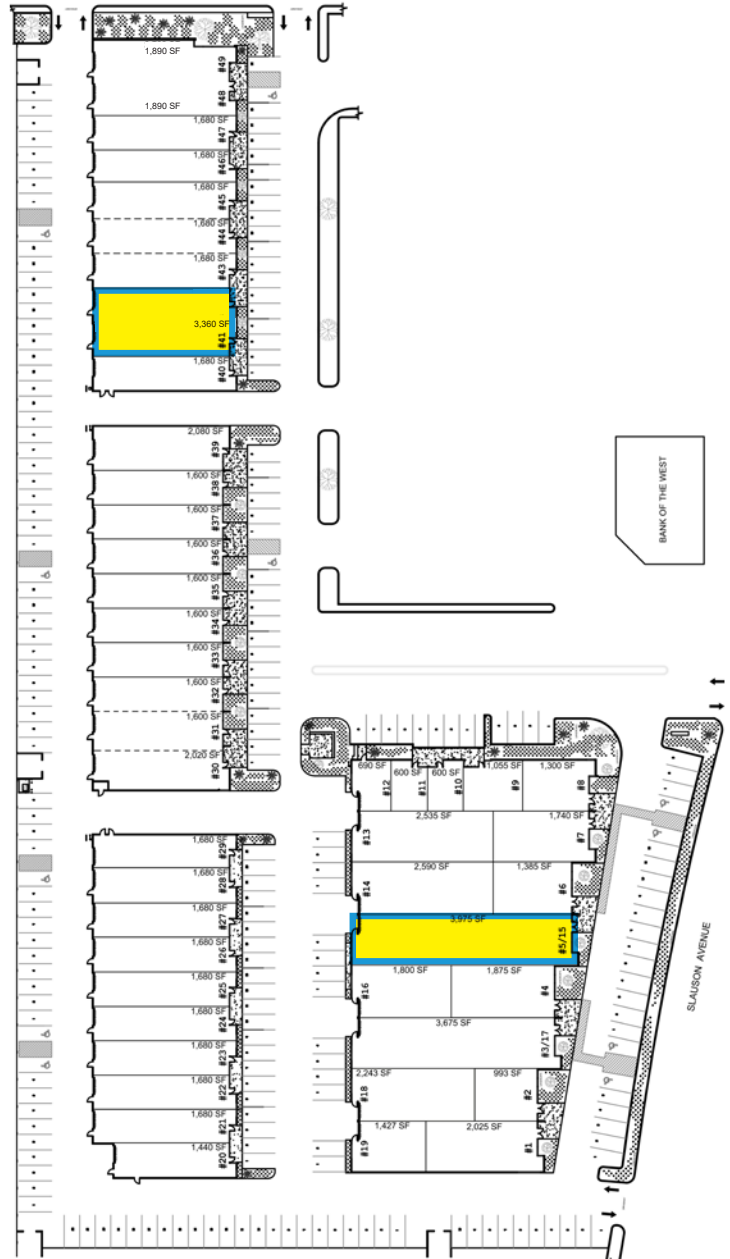 1,890 SF
#49
1,890 SF
#48
1,680 SF
#47
1,680 SF
#46
1,680 SF
#45
1,680 SF
#44
1,680 SF
#43
3,360 SF
#41
1,680 SF
#40
2,080 SF
#39
1,600 SF
#38
1,600 SF
#37
1,600 SF
#36
1,600 SF
#35
1,600 SF
#34
1,600 SF
#33
1,600 SF
#32
1,600 SF
#31
2,020 SF
#30
BANK OF THE WEST
690 SF
600 SF
600 SF
1,055 SF
1,300 SF
#12
#11
#10
#9
#8
2,535 SF
1,740 SF
#13
#7
2,590 SF
1,385 SF
#14
#6
3,975 SF
#5/15
1,800 SF
1,875 SF
#16
#4
3,675 SF
#3/17
2,243 SF
993 SF
#18
#2
1,427 SF
2,025 SF
#19
#1
SLAUSON AVENUE
1,680 SF
#29
1,680 SF
#28
1,680 SF
#27
1,680 SF
#26
1,680 SF
#25
1,680 SF
#24
1,680 SF
#23
1,680 SF
#22
1,680 SF
#21
1,440 SF
#20